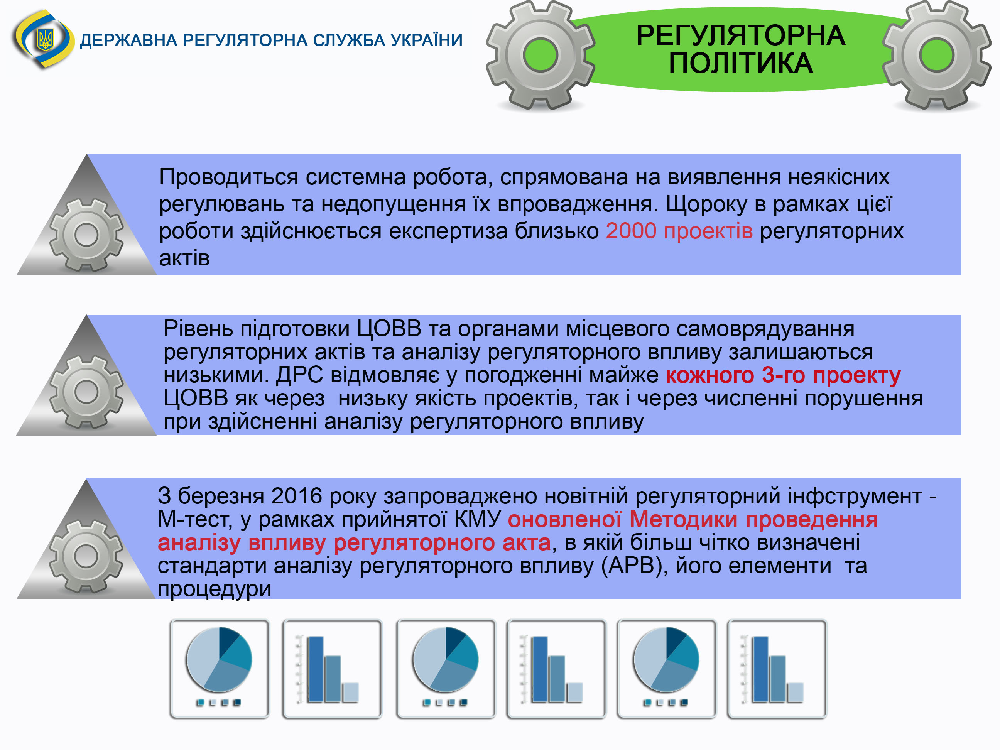 ДЕРЖАВНА РЕГУЛЯТОРНА СЛУЖБА УКРАЇНИ
РЕГУЛЯТОРНА
ПОЛІТИКА
Проводиться системна робота, спрямована на виявлення неякісних
регулювань та недопущення їх впровадження. Щороку в рамках цієї
роботи здійснюється експертиза близько 2000 проектів регуляторних
актів
Рівень підготовки ЦОВВ та органами місцевого самоврядування
регуляторних актів та аналізу регуляторного впливу залишаються
низькими. ДРС відмовляє у погодженні майже кожного 3-го проекту
ЦОВВ як через  низьку якість проектів, так і через численні порушення
при здійсненні аналізу регуляторного впливу
З березня 2016 року запроваджено новітній регуляторний інфструмент -
М-тест, у рамках прийнятої КМУ оновленої Методики проведення
аналізу впливу регуляторного акта, в якій більш чітко визначені
стандарти аналізу регуляторного впливу (АРВ), його елементи  та
процедури